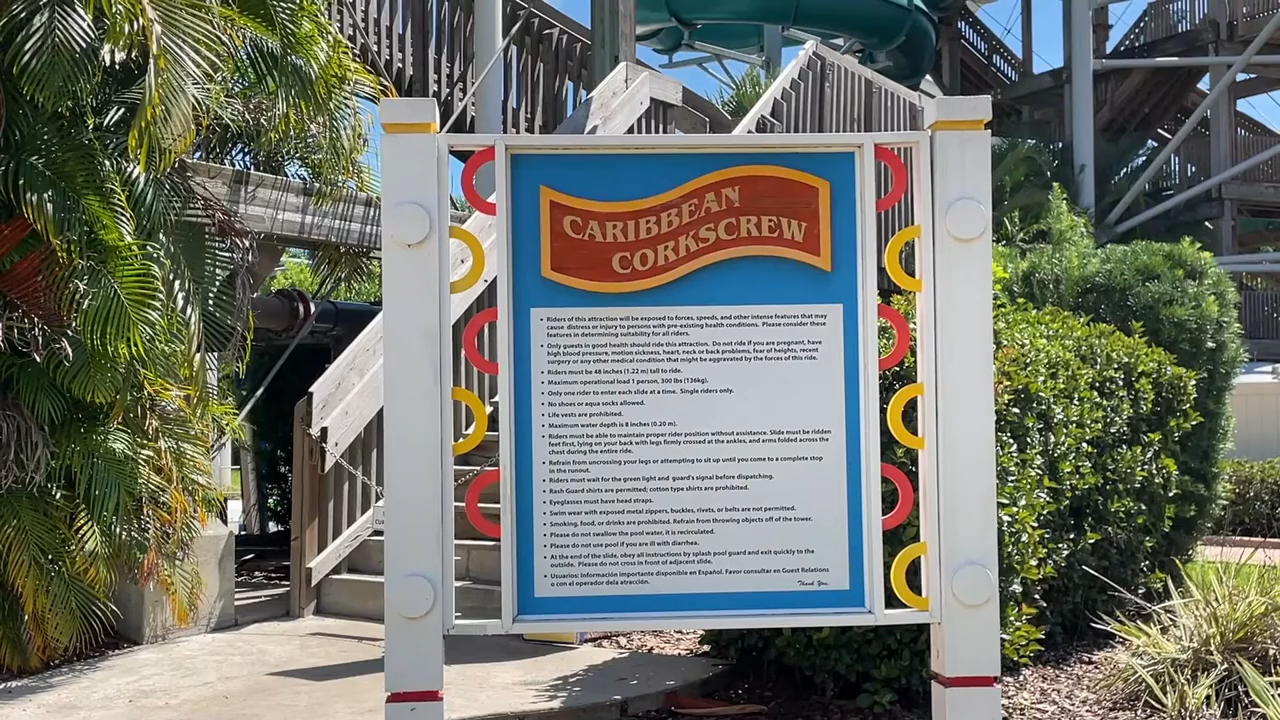 CARIBBEAN
CORKSCREW
• Riders of this attraction will be exposed to forces, speeds, and other intense features that may
cause distress or injury to persons with pre-existing health conditions. Please consider these
features in determining suitability for all riders.
• Only guests in good health should ride this attraction. Do not ride if you are pregnant, have
high blood pressure, motion sickness, heart, neck or back problems, fear of heights, recent
surgery or any other medical condition that might be aggravated by the forces of this ride.
• Riders must be 48 inches (1.22 m) tall to ride.
• Maximum operational load 1 person, 300 lbs (136kg).
• Only one rider to enter each slide at a time. Single riders only.
• No shoes or aqua socks allowed.
• Life vests are prohibited.
• Maximum water depth is 8 inches (0.20 m).
• Riders must be able to maintain proper rider position without assistance. Slide must be ridden
feet first, lying on your back with legs firmly crossed at the ankles, and arms folded across the
chest during the entire ride.
• Refrain from uncrossing your legs or attempting to sit up until you come to a complete stop
in the runout.
• Riders must wait for the green light and guard's signal before dispatching.
• Rash Guard shirts are permitted; cotton type shirts are prohibited.
• Eyeglasses must have head straps.
• Swim wear with exposed metal zippers, buckles, rivets, or belts are not permitted.
• Smoking, food, or drinks are prohibited. Refrain from throwing objects off of the tower.
• Please do not swallow the pool water, it is recirculated.
• Please do not use pool if you are ill with diarrhea.
• At the end of the slide, obey all instructions by splash pool guard and exit quickly to the
outside. Please do not cross in front of adjacent slide.
• Usuarios: Información importante disponible en Español. Favor consultar en Guest Relations
o con el operador dela atracción.
Thank You.